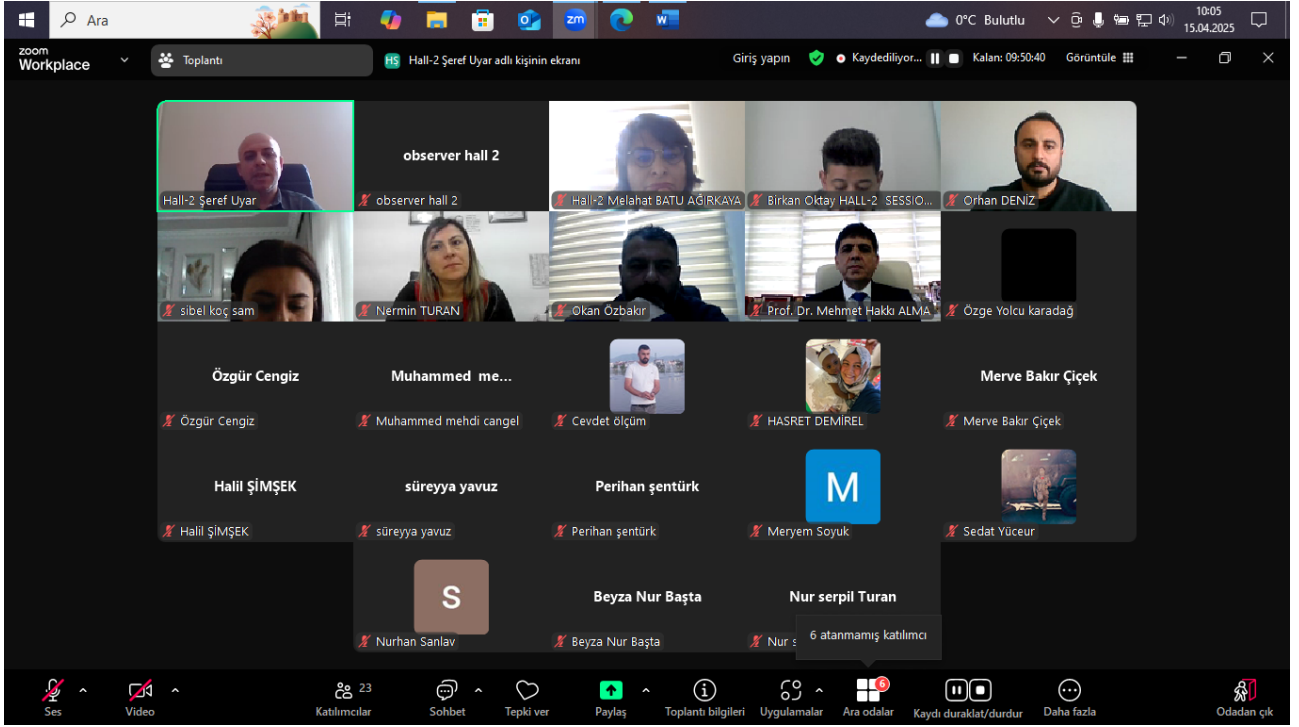 Ara
0°C Bulutlu
10:05
15.04.2025
zoom
Workplace
Toplantı
HS Hall-2 Şeref Uyar adlı kişinin ekranı
Giriş yapın
Kaydediliyor...
Kalan: 09:50:40
Görüntüle
Hall-2 Şeref Uyar
observer hall 2
observer hall 2
Hall-2 Melahat BATU AĞIRKAYA
Birkan Oktay HALL-2 SESSIO...
Orhan DENİZ
sibel koç sam
Nermin TURAN
Okan Özbakır
Prof. Dr. Mehmet Hakkı ALMA
Özge Yolcu karadağ
Özgür Cengiz
Muhammed me...
Merve Bakır Çiçek
Özgür Cengiz
Muhammed mehdi cangel
Cevdet ölçüm
HASRET DEMİREL
Merve Bakır Çiçek
Halil ŞİMŞEK
süreyya yavuz
Perihan şentürk
M
Halil ŞİMŞEK
süreyya yavuz
Perihan şentürk
Meryem Soyuk
Sedat Yüceur
S
Beyza Nur Başta
Nur serpil Turan
Nurhan Sanlav
Beyza Nur Başta
Nur s
6 atanmamış katılımcı
Ses
Video
23
Katılımcılar
Sohbet
Tepki ver
Paylaş
Toplantı bilgileri
Uygulamalar
6
Ara odalar
Kaydı duraklat/durdur
Daha fazla
Odadan çık